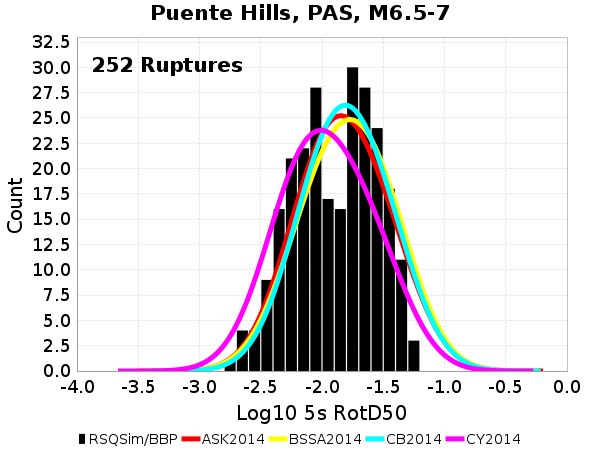 Puente Hills, PAS, M6.5-7
252 Ruptures
Count
32.5
30.0
27.5
25.0
22.5
20.0
17.5
15.0
12.5
10.0
7.5
5.0
2.5
0.0
-4.0 -3.5 -3.0 -2.5 -2.0 -1.5 -1.0 -0.5 0.0
Log10 5s RotD50
RSQSim/BBP ASK2014 BSSA2014 CB2014 CY2014